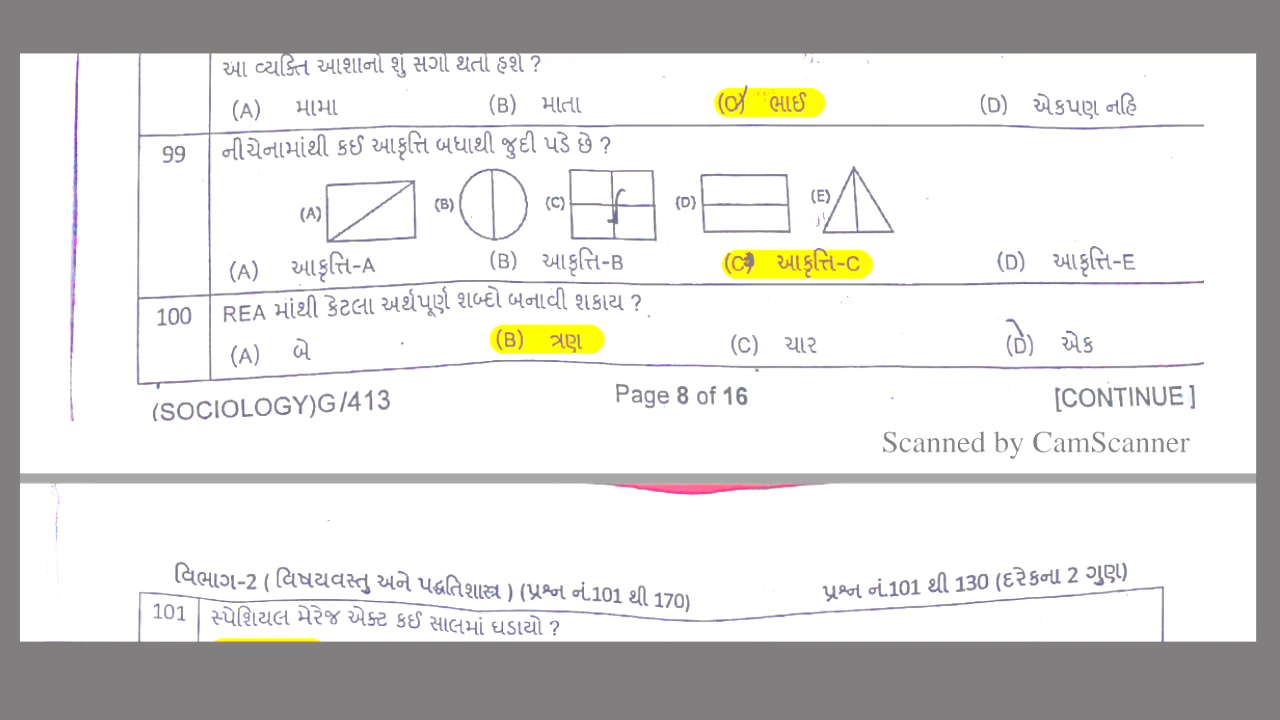 આ વ્યક્તિ આશાનો શું સગો થતો હશે ?
(A) મામા (B) માતા (C) ભાઈ (D) એકપણ નહિ
99 નીચેનામાંથી કઈ આકૃત્તિ બધાથી જુદી પડે છે ?
(A) (B) (C) (D) (E)
(A) આકૃત્તિ-A (B) આકૃત્તિ-B (C) આકૃત્તિ-C (D) આકૃત્તિ-E
100 REA માંથી કેટલા અર્થપૂર્ણ શબ્દો બનાવી શકાય ?
(A) બે (B) ત્રણ (C) ચાર (D) એક
(SOCIOLOGY)G/413 Page 8 of 16 [CONTINUE]
Scanned by CamScanner
વિભાગ-2 ( વિષયવસ્તુ અને પદ્ધતિશાસ્ત્ર ) (પ્રશ્ન નં.101 થી 170) પ્રશ્ન નં.101 થી 130 (દરેકના 2 ગુણ)
101 સ્પેશિયલ મેરેજ એક્ટ કઈ સાલમાં ઘડાયો ?